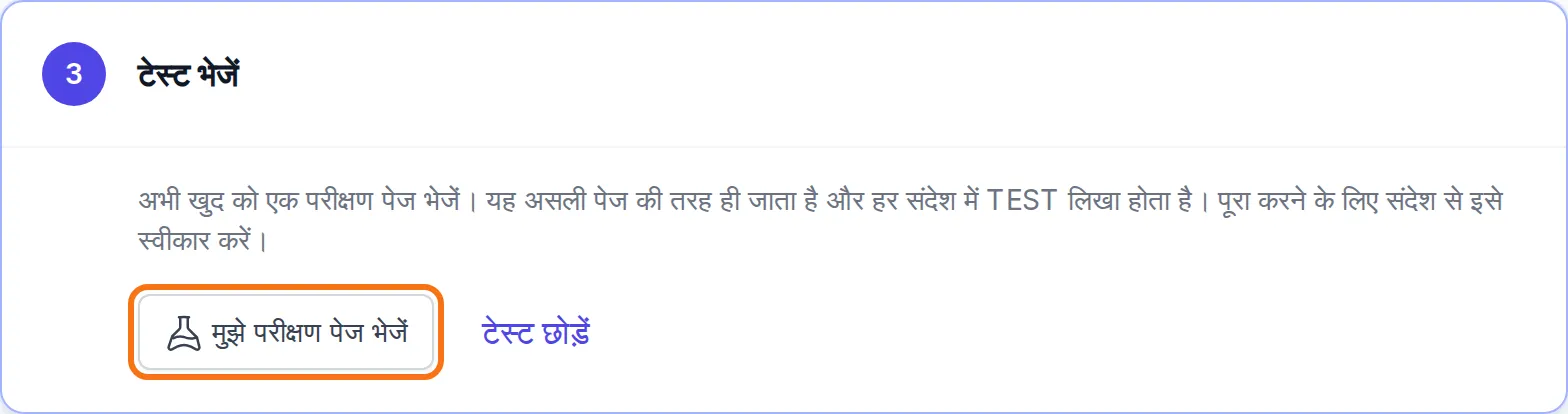 3
टेस्ट भेजें
अभी खुद को एक परीक्षण पेज भेजें। यह असली पेज की तरह ही जाता है और हर संदेश में TEST लिखा होता है। पूरा करने के लिए संदेश से इसे
स्वीकार करें।
मुझे परीक्षण पेज भेजें
टेस्ट छोड़ें